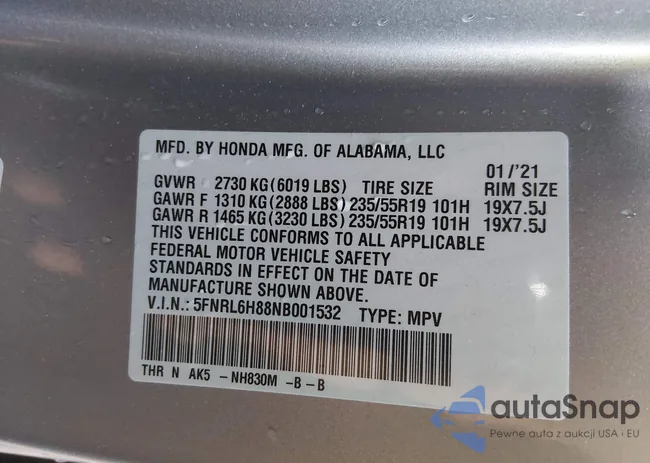 MFD. BY HONDA MFG. OF ALABAMA, LLC
01/'21
GVWR 2730 KG(6019 LBS) TIRE SIZE RIM SIZE
GAWR F 1310 KG(2888 LBS) 235/55R19 101H 19X7.5J
GAWR R 1465 KG(3230 LBS) 235/55R19 101H 19X7.5J
THIS VEHICLE CONFORMS TO ALL APPLICABLE
FEDERAL MOTOR VEHICLE SAFETY
STANDARDS IN EFFECT ON THE DATE OF
MANUFACTURE SHOWN ABOVE.
V.I.N.: 5FNRL6H88NB001532 TYPE: MPV
THR N AK5 -NH830M -B -B
autoSnap
Pewne auta z aukcji USA i EU